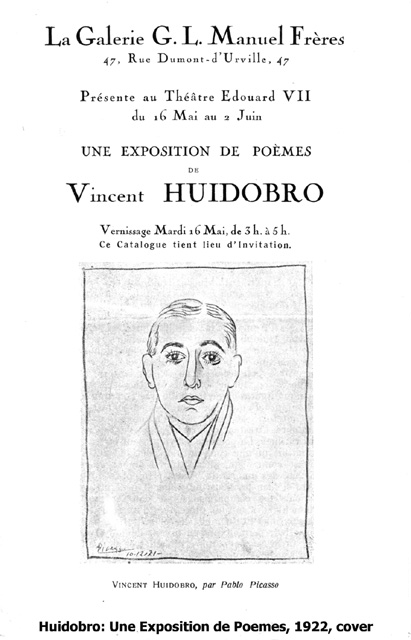 La Galerie G. L. Manuel Frères
47, Rue Dumont-d'Urville, 47
Présente au Théâtre Edouard VII
du 16 Mai au 2 Juin
UNE EXPOSITION DE POÈMES
DE
Vincent HUIDOBRO
Vernissage Mardi 16 Mai, de 3 h. à 5 h.
Ce Catalogue tient lieu d'Invitation.
Picasso
10-12-21-
VINCENT HUIDOBRO, par Pablo Picasso
Huidobro: Une Exposition de Poemes, 1922, cover